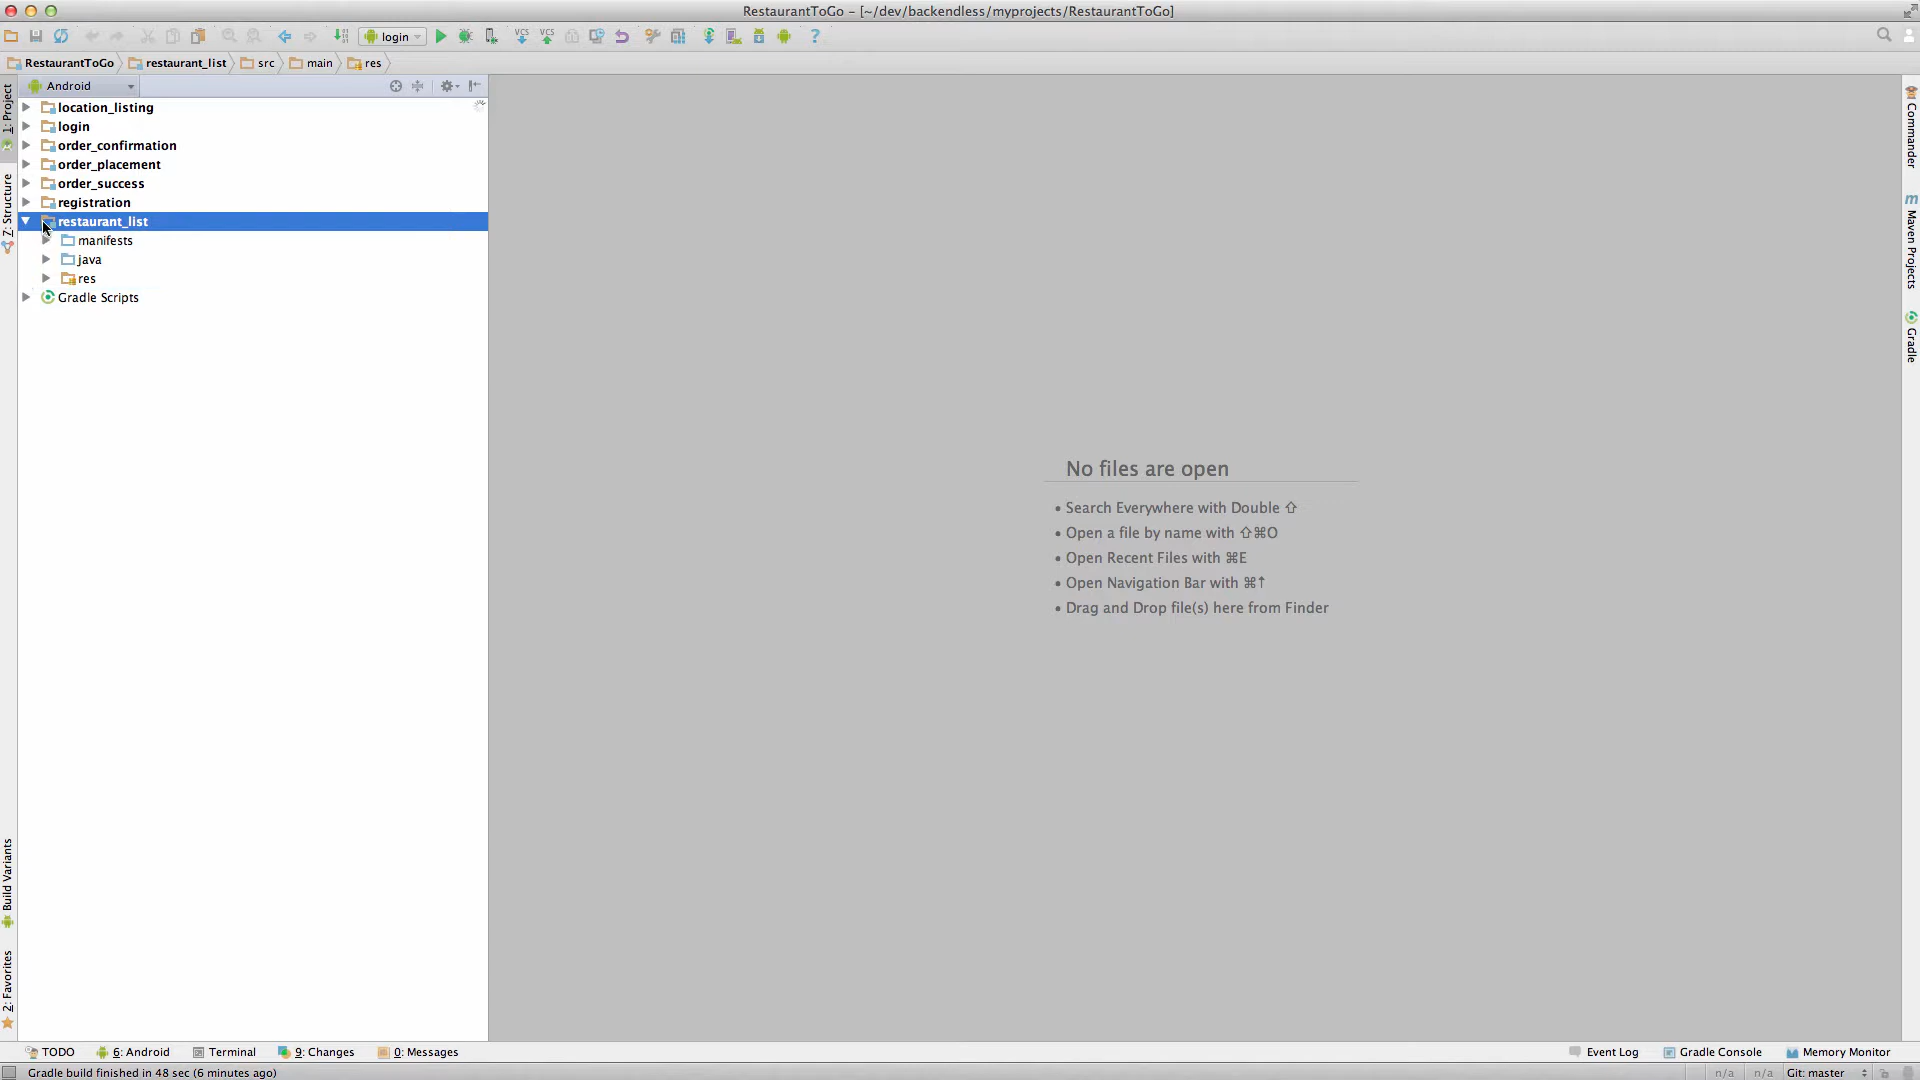 RestaurantToGo – [~/dev/backendless/myprojects/RestaurantToGo]
login
RestaurantToGo restaurant_list src main res
1: Project
Z: Structure
Build Variants
2: Favorites
Android
location_listing
login
order_confirmation
order_placement
order_success
registration
restaurant_list
manifests
java
res
Gradle Scripts
No files are open
• Search Everywhere with Double ⇧
• Open a file by name with ⇧⌘O
• Open Recent Files with ⌘E
• Open Navigation Bar with ⌘↑
• Drag and Drop file(s) here from Finder
Commander
Maven Projects
Gradle
TODO 6: Android Terminal 9: Changes 0: Messages Event Log Gradle Console Memory Monitor
Gradle build finished in 48 sec (6 minutes ago) n/a n/a Git: master